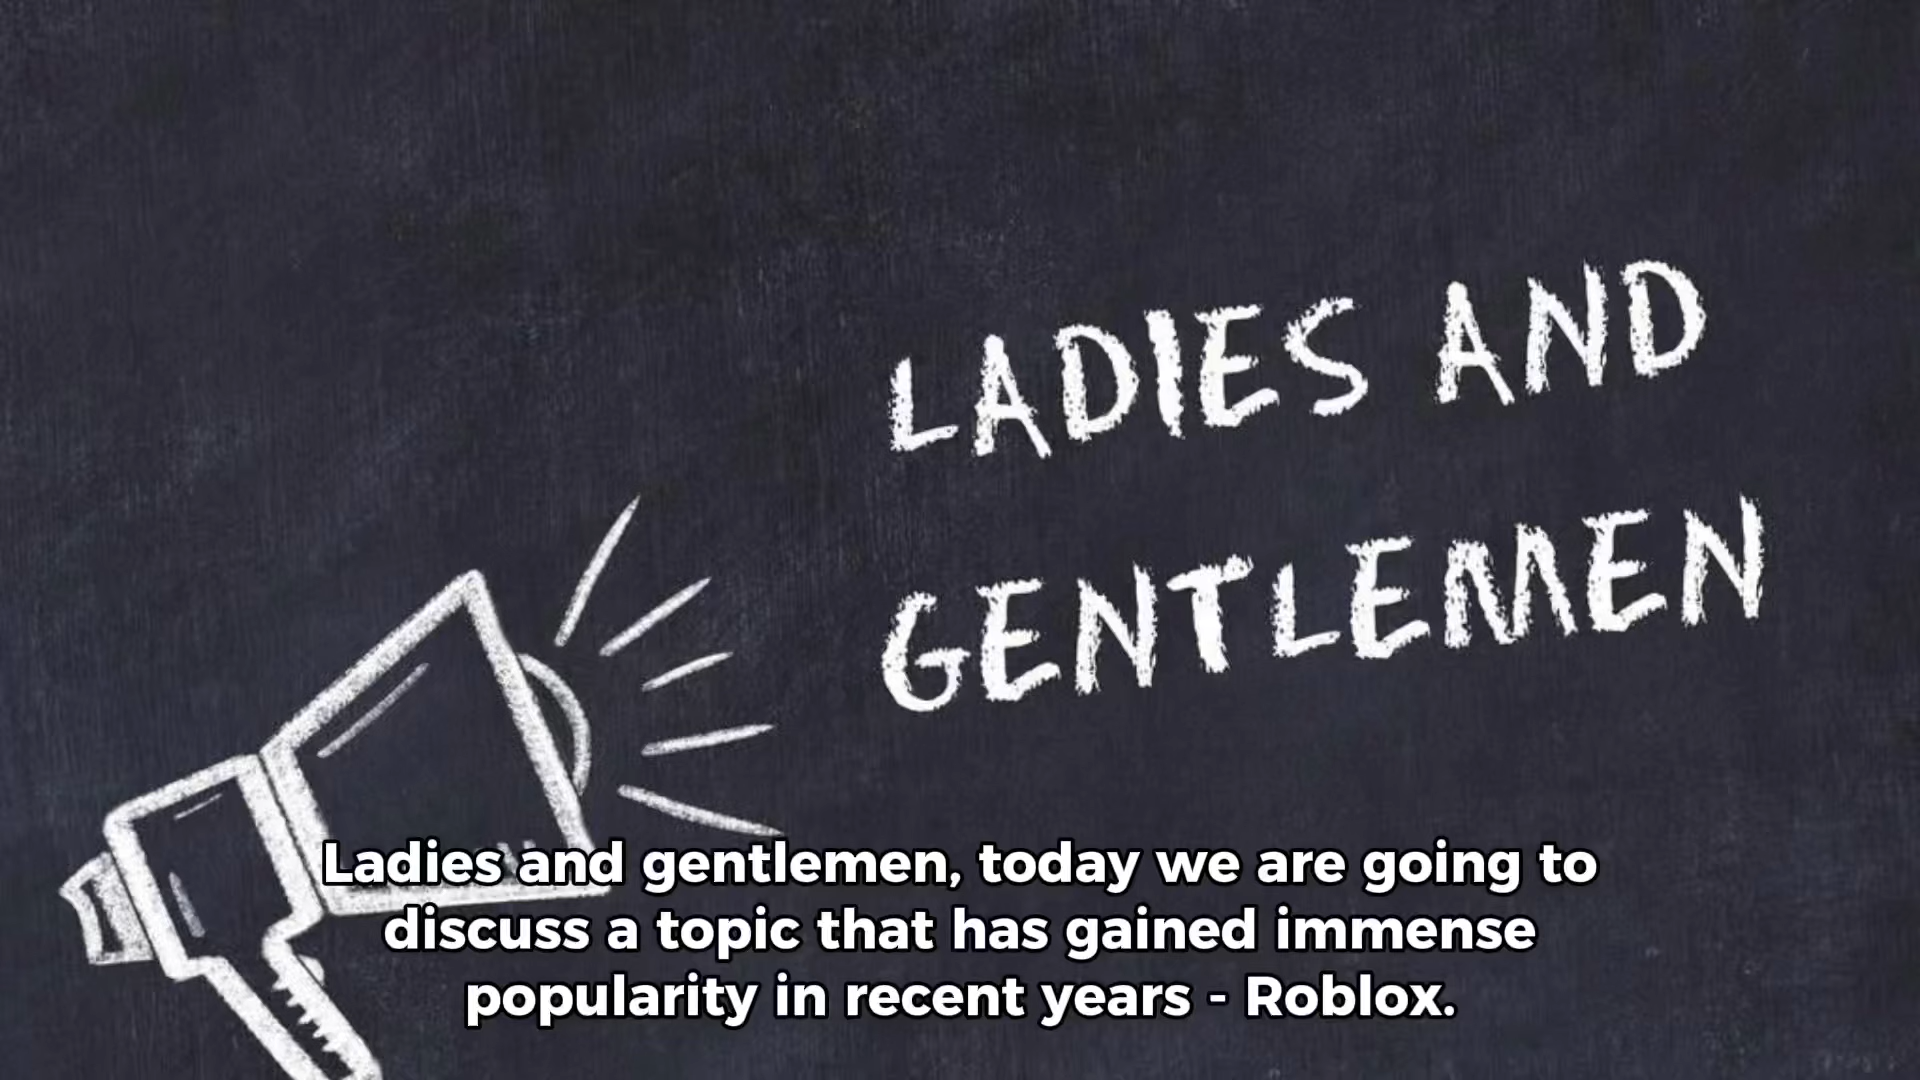 LADIES AND
GENTLEMEN
Ladies and gentlemen, today we are going to
discuss a topic that has gained immense
popularity in recent years - Roblox.